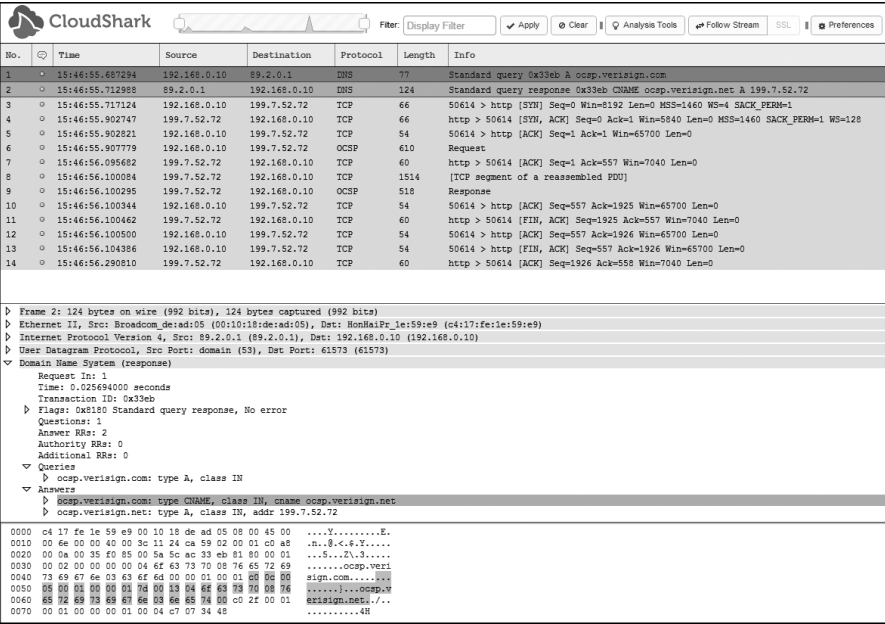 CloudShark
Filter: Display Filter Apply Clear Analysis Tools Follow Stream SSL Preferences
No. Time Source Destination Protocol Length Info
1 15:46:55.687294 192.168.0.10 89.2.0.1 DNS 77 Standard query 0x33eb A ocsp.verisign.com
2 15:46:55.712988 89.2.0.1 192.168.0.10 DNS 124 Standard query response 0x33eb CNAME ocsp.verisign.net A 199.7.52.72
3 15:46:55.717124 192.168.0.10 199.7.52.72 TCP 66 50614 > http [SYN] Seq=0 Win=8192 Len=0 MSS=1460 WS=4 SACK_PERM=1
4 15:46:55.902747 199.7.52.72 192.168.0.10 TCP 66 http > 50614 [SYN, ACK] Seq=0 Ack=1 Win=5840 Len=0 MSS=1460 SACK_PERM=1 WS=128
5 15:46:55.902821 192.168.0.10 199.7.52.72 TCP 54 50614 > http [ACK] Seq=1 Ack=1 Win=65700 Len=0
6 15:46:55.907779 192.168.0.10 199.7.52.72 OCSP 610 Request
7 15:46:56.095682 199.7.52.72 192.168.0.10 TCP 60 http > 50614 [ACK] Seq=1 Ack=557 Win=7040 Len=0
8 15:46:56.100084 199.7.52.72 192.168.0.10 TCP 1514 [TCP segment of a reassembled PDU]
9 15:46:56.100295 199.7.52.72 192.168.0.10 OCSP 518 Response
10 15:46:56.100344 192.168.0.10 199.7.52.72 TCP 54 50614 > http [ACK] Seq=557 Ack=1925 Win=65700 Len=0
11 15:46:56.100462 199.7.52.72 192.168.0.10 TCP 60 http > 50614 [FIN, ACK] Seq=1925 Ack=557 Win=7040 Len=0
12 15:46:56.100500 192.168.0.10 199.7.52.72 TCP 54 50614 > http [ACK] Seq=557 Ack=1926 Win=65700 Len=0
13 15:46:56.104386 192.168.0.10 199.7.52.72 TCP 54 50614 > http [FIN, ACK] Seq=557 Ack=1926 Win=65700 Len=0
14 15:46:56.290810 199.7.52.72 192.168.0.10 TCP 60 http > 50614 [ACK] Seq=1926 Ack=558 Win=7040 Len=0
Frame 2: 124 bytes on wire (992 bits), 124 bytes captured (992 bits)
Ethernet II, Src: Broadcom_de:ad:05 (00:10:18:de:ad:05), Dst: HonHaiPr_1e:59:e9 (c4:17:fe:1e:59:e9)
Internet Protocol Version 4, Src: 89.2.0.1 (89.2.0.1), Dst: 192.168.0.10 (192.168.0.10)
User Datagram Protocol, Src Port: domain (53), Dst Port: 61573 (61573)
Domain Name System (response)
Request In: 1
Time: 0.025694000 seconds
Transaction ID: 0x33eb
Flags: 0x8180 Standard query response, No error
Questions: 1
Answer RRs: 2
Authority RRs: 0
Additional RRs: 0
Queries
ocsp.verisign.com: type A, class IN
Answers
ocsp.verisign.com: type CNAME, class IN, cname ocsp.verisign.net
ocsp.verisign.net: type A, class IN, addr 199.7.52.72
0000 c4 17 fe 1e 59 e9 00 10 18 de ad 05 08 00 45 00 ....Y.........E.
0010 00 6e 00 00 40 00 3c 11 24 ca 59 02 00 01 c0 a8 .n..@.<.$.Y.....
0020 00 0a 00 35 f0 85 00 5a 5c ac 33 eb 81 80 00 01 ...5...Z\.3.....
0030 00 02 00 00 00 00 04 6f 63 73 70 08 76 65 72 69 .......ocsp.veri
0040 73 69 67 6e 03 63 6f 6d 00 00 01 00 01 c0 0c 00 sign.com........
0050 05 00 01 00 00 01 7d 00 13 04 6f 63 73 70 08 76 ......}...ocsp.v
0060 65 72 69 73 69 67 6e 03 6e 65 74 00 c0 2f 00 01 erisign.net../..
0070 00 01 00 00 01 00 04 c7 07 34 48 ..........4H